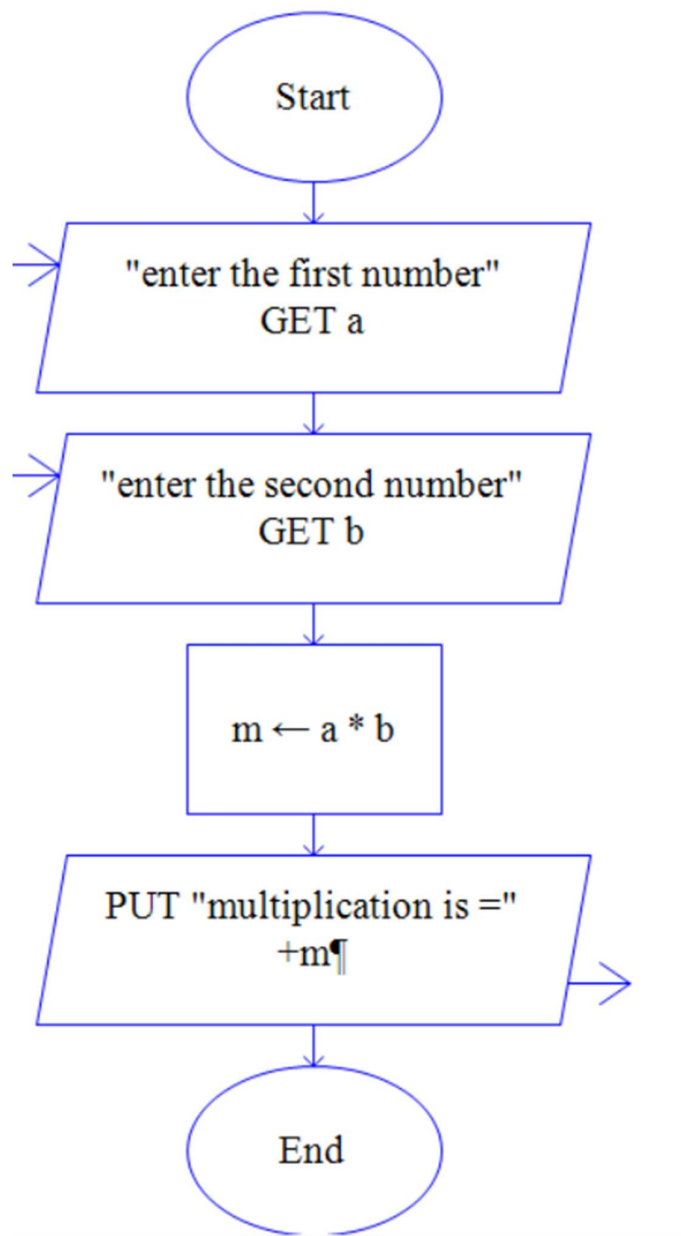 Start
"enter the first number"
GET a
"enter the second number"
GET b
m ← a * b
PUT "multiplication is ="
+m¶
End